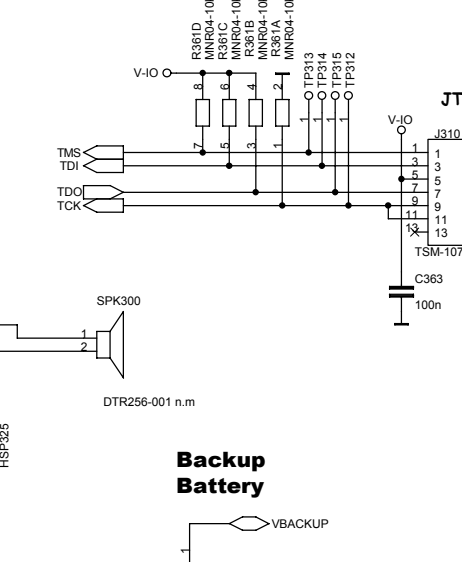 R361D
MNR04-10
R361C
MNR04-10
R361B
MNR04-10
R361A
MNR04-10
TP313
TP314
TP315
TP312
V-IO
8
6
4
2
1
1
1
1
7
5
3
1
TMS
TDI
TDO
TCK
JT
V-IO
J310
1
3
5
7
9
11
13
1
3
5
7
9
11
13
TSM-107
C363
100n
SPK300
1
2
DTR256-001 n.m
HSP325
Backup
Battery
VBACKUP
1